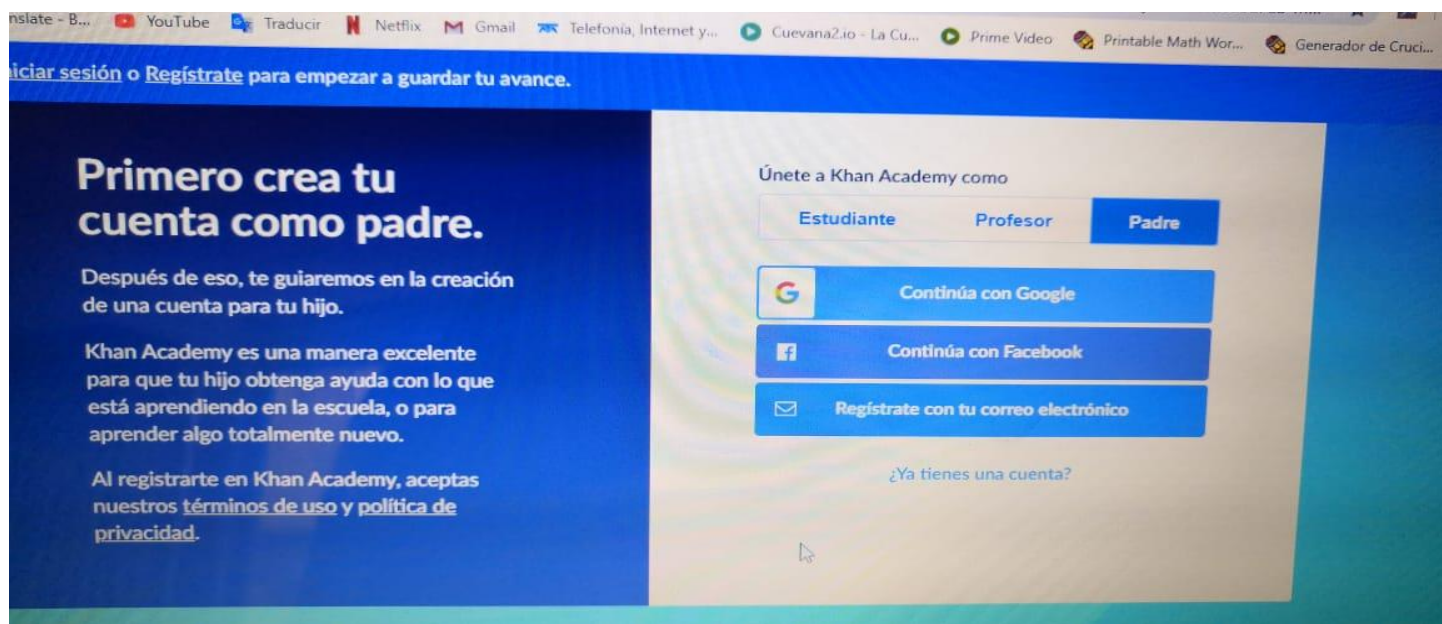 nslate - B... YouTube Traducir Netflix Gmail Telefonía, Internet y... Cuevana2.io - La Cu... Prime Video Printable Math Wor... Generador de Cruci...
iciar sesión o Regístrate para empezar a guardar tu avance.
Primero crea tu
cuenta como padre.
Después de eso, te guiaremos en la creación
de una cuenta para tu hijo.
Khan Academy es una manera excelente
para que tu hijo obtenga ayuda con lo que
está aprendiendo en la escuela, o para
aprender algo totalmente nuevo.
Al registrarte en Khan Academy, aceptas
nuestros términos de uso y política de
privacidad.
Únete a Khan Academy como
Estudiante Profesor Padre
Continúa con Google
Continúa con Facebook
Regístrate con tu correo electrónico
¿Ya tienes una cuenta?